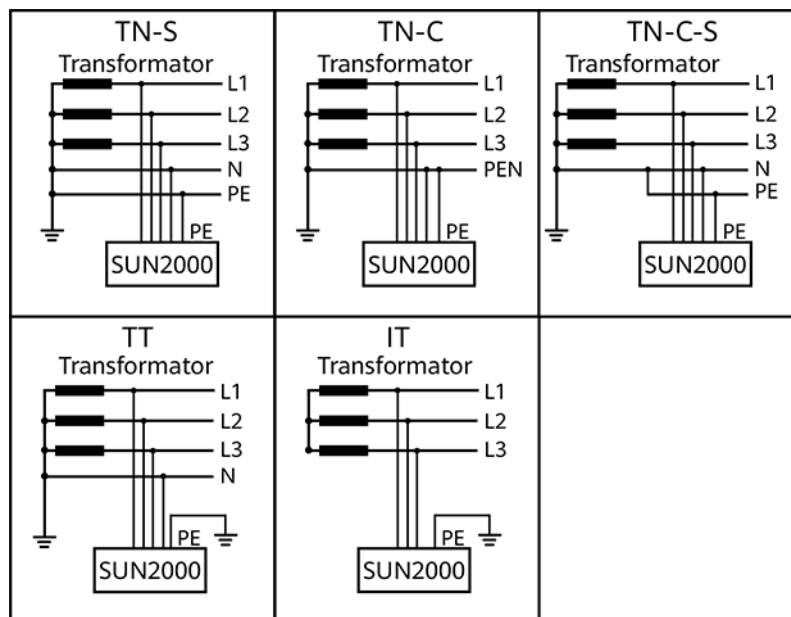 TN-S
Transformator
L1
L2
L3
N
PE
PE
SUN2000
TN-C
Transformator
L1
L2
L3
PEN
PE
SUN2000
TN-C-S
Transformator
L1
L2
L3
N
PE
PE
SUN2000
TT
Transformator
L1
L2
L3
N
PE
SUN2000
IT
Transformator
L1
L2
L3
PE
SUN2000